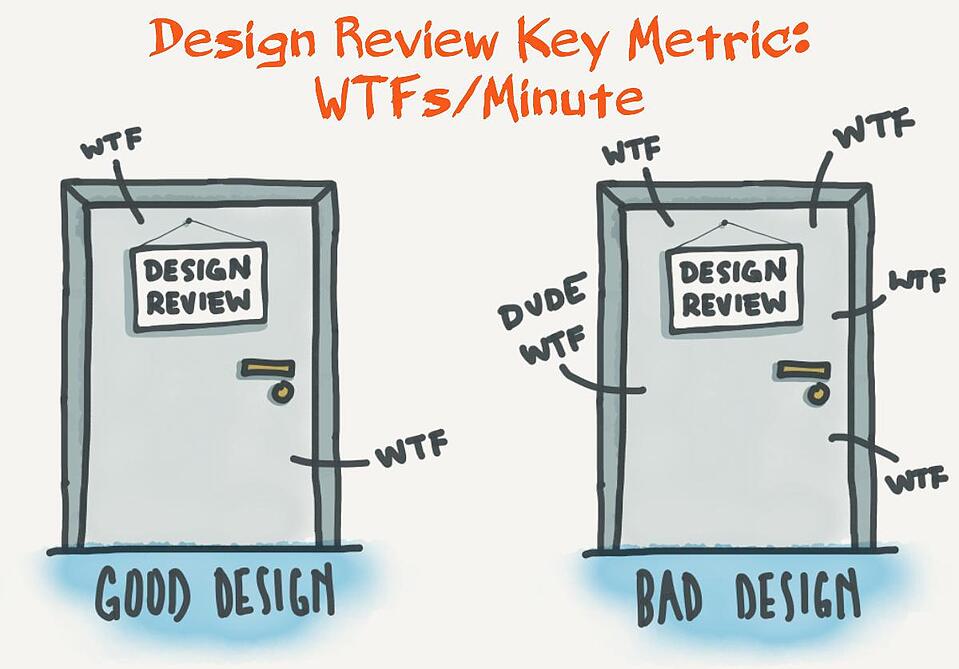 Design Review Key Metric:
WTFs/Minute
WTF
DESIGN
REVIEW
WTF
GOOD DESIGN
WTF
WTF
DESIGN
REVIEW
WTF
DUDE
WTF
WTF
BAD DESIGN